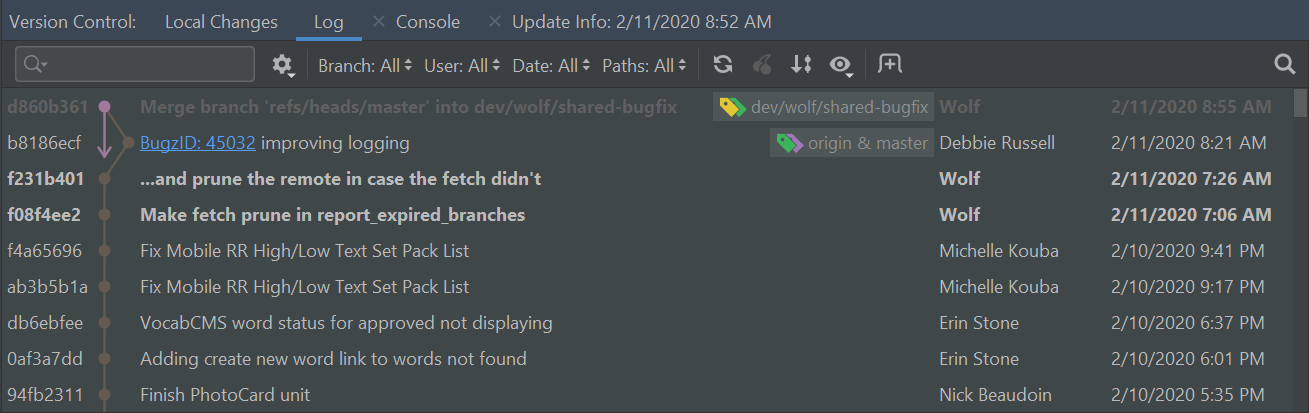 Version Control: Local Changes Log Console Update Info: 2/11/2020 8:52 AM
Branch: All User: All Date: All Paths: All
d860b361 Merge branch 'refs/heads/master' into dev/wolf/shared-bugfix dev/wolf/shared-bugfix Wolf 2/11/2020 8:55 AM
b8186ecf BugzID: 45032 improving logging origin & master Debbie Russell 2/11/2020 8:21 AM
f231b401 ...and prune the remote in case the fetch didn't Wolf 2/11/2020 7:26 AM
f08f4ee2 Make fetch prune in report_expired_branches Wolf 2/11/2020 7:06 AM
f4a65696 Fix Mobile RR High/Low Text Set Pack List Michelle Kouba 2/10/2020 9:41 PM
ab3b5b1a Fix Mobile RR High/Low Text Set Pack List Michelle Kouba 2/10/2020 9:17 PM
db6ebfee VocabCMS word status for approved not displaying Erin Stone 2/10/2020 6:37 PM
0af3a7dd Adding create new word link to words not found Erin Stone 2/10/2020 6:01 PM
94fb2311 Finish PhotoCard unit Nick Beaudoin 2/10/2020 5:35 PM